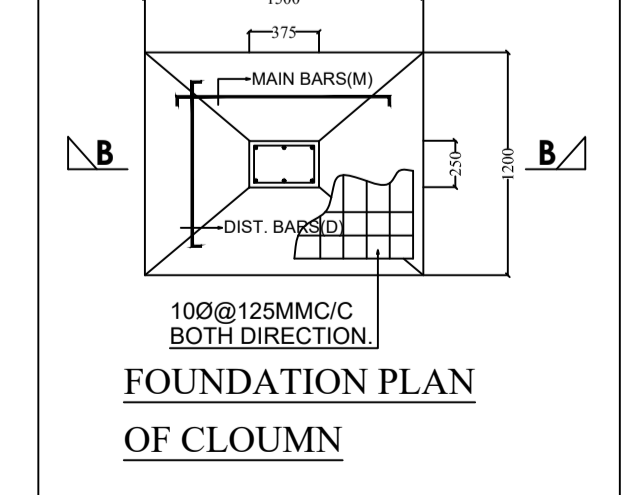 375
MAIN BARS(M)
B
B
250
1200
DIST. BARS(D)
10Ø@125MMC/C
BOTH DIRECTION.
FOUNDATION PLAN
OF CLOUMN